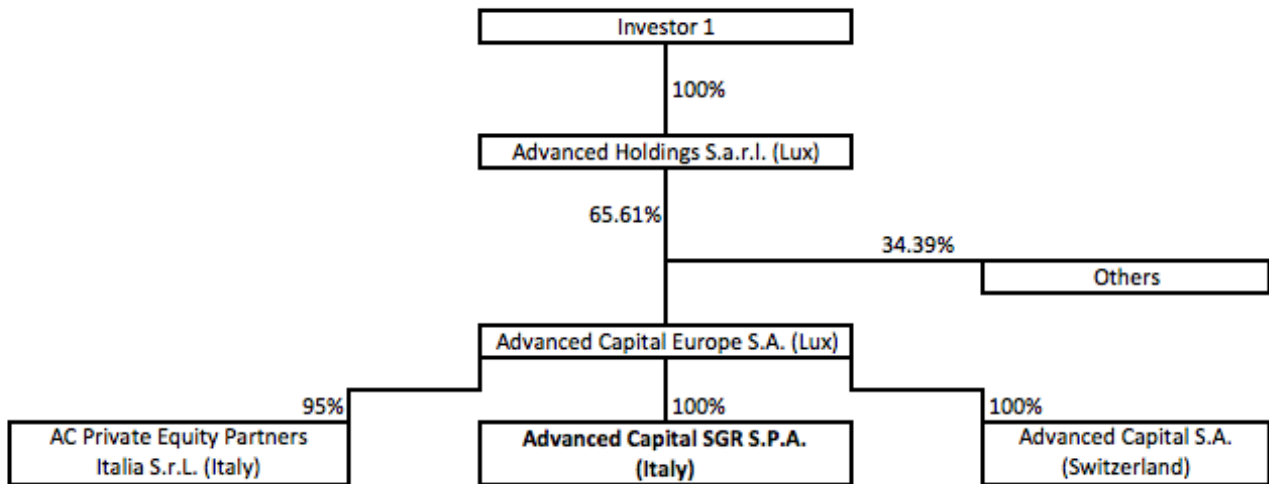 Investor 1
100%
Advanced Holdings S.a.r.l. (Lux)
65.61%
34.39%
Others
Advanced Capital Europe S.A. (Lux)
95%
100%
100%
AC Private Equity Partners
Italia S.r.L. (Italy)
Advanced Capital SGR S.P.A.
(Italy)
Advanced Capital S.A.
(Switzerland)